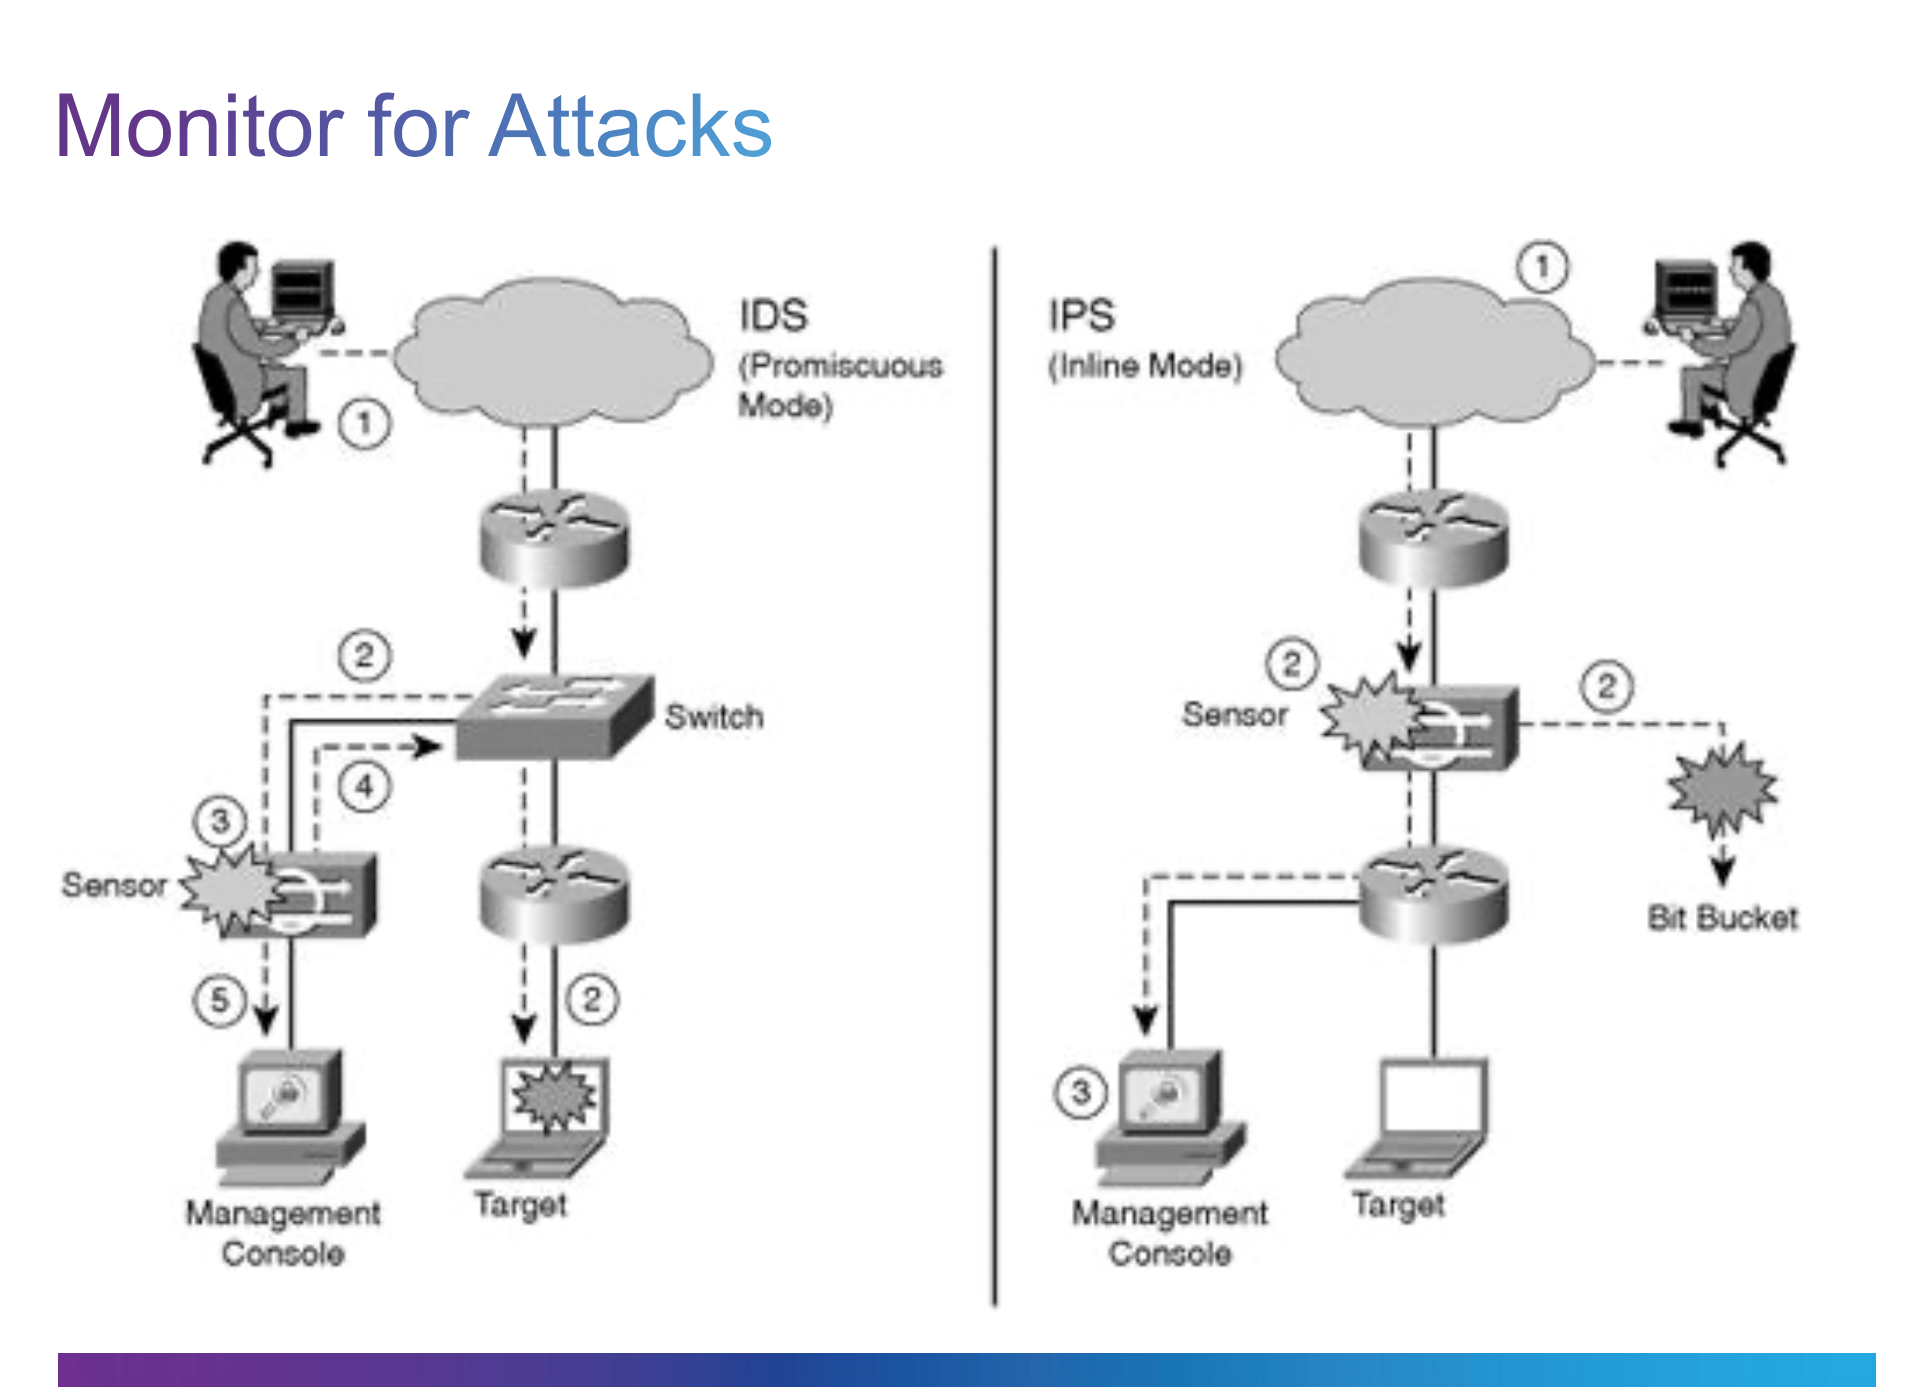 Monitor for Attacks
IDS
(Promiscuous
Mode)
1
2
Switch
4
3
Sensor
5
2
Management
Console
Target
IPS
(Inline Mode)
1
2
2
Sensor
Bit Bucket
3
Management
Console
Target